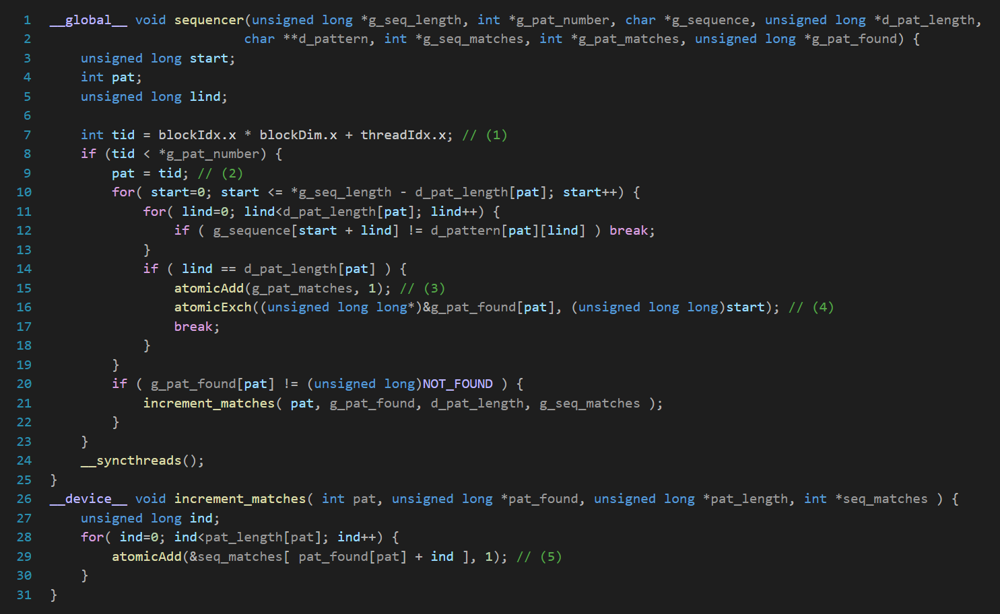 1 __global__ void sequencer(unsigned long *g_seq_length, int *g_pat_number, char *g_sequence, unsigned long *d_pat_length,
2                          char **d_pattern, int *g_seq_matches, int *g_pat_matches, unsigned long *g_pat_found) {
3     unsigned long start;
4     int pat;
5     unsigned long lind;
6
7     int tid = blockIdx.x * blockDim.x + threadIdx.x; // (1)
8     if (tid < *g_pat_number) {
9         pat = tid; // (2)
10         for( start=0; start <= *g_seq_length - d_pat_length[pat]; start++) {
11             for( lind=0; lind<d_pat_length[pat]; lind++) {
12                 if ( g_sequence[start + lind] != d_pattern[pat][lind] ) break;
13             }
14             if ( lind == d_pat_length[pat] ) {
15                 atomicAdd(g_pat_matches, 1); // (3)
16                 atomicExch((unsigned long long*)&g_pat_found[pat], (unsigned long long)start); // (4)
17                 break;
18             }
19         }
20         if ( g_pat_found[pat] != (unsigned long)NOT_FOUND ) {
21             increment_matches( pat, g_pat_found, d_pat_length, g_seq_matches );
22         }
23     }
24     __syncthreads();
25 }
26 __device__ void increment_matches( int pat, unsigned long *pat_found, unsigned long *pat_length, int *seq_matches ) {
27     unsigned long ind;
28     for( ind=0; ind<pat_length[pat]; ind++) {
29         atomicAdd(&seq_matches[ pat_found[pat] + ind ], 1); // (5)
30     }
31 }